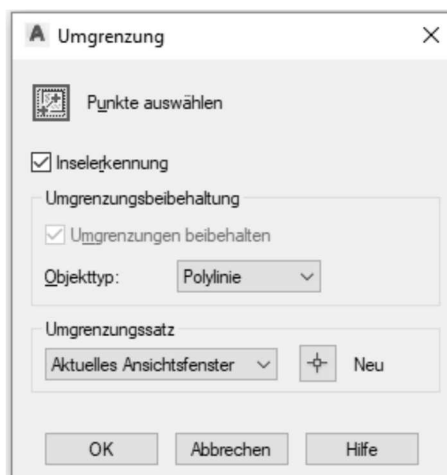 A Umgrenzung
Punkte auswählen
Inselerkennung
Umgrenzungsbeibehaltung
Umgrenzungen beibehalten
Objekttyp: Polylinie
Umgrenzungssatz
Aktuelles Ansichtsfenster Neu
OK Abbrechen Hilfe